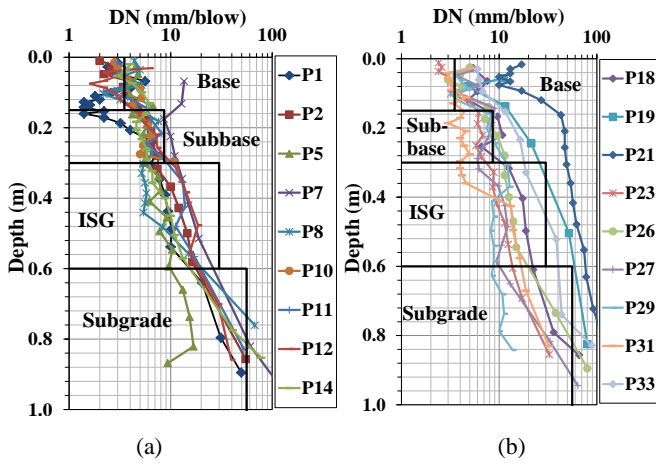 DN (mm/blow)
1 10 100
0.0
0.2
0.4
0.6
0.8
1.0
Depth (m)
Base
Subbase
ISG
Subgrade
P1
P2
P5
P7
P8
P10
P11
P12
P14
(a)
DN (mm/blow)
1 10 100
0.0
0.2
0.4
0.6
0.8
1.0
Depth (m)
Base
Sub-
base
ISG
Subgrade
P18
P19
P21
P23
P26
P27
P29
P31
P33
(b)